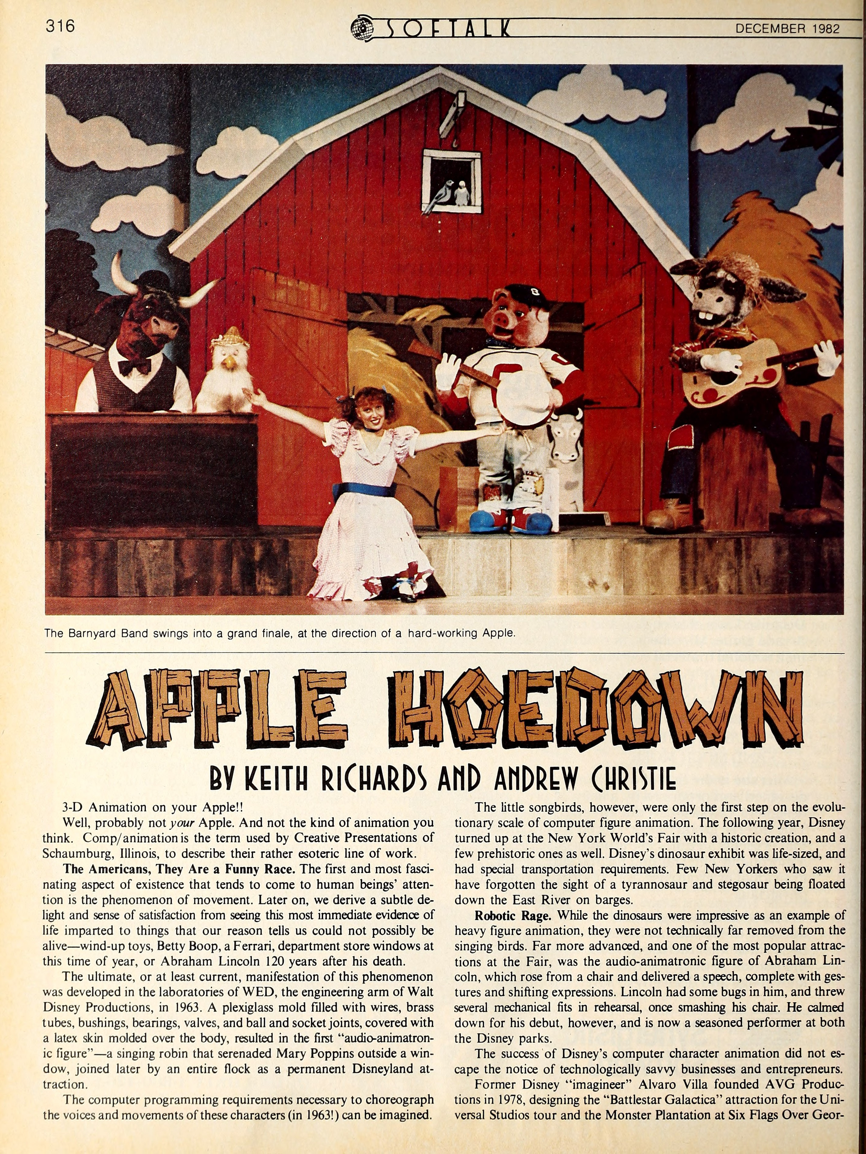 316
SOFTALK
DECEMBER 1982
C
C
The Barnyard Band swings into a grand finale, at the direction of a hard-working Apple.
APPLE HOEDOWN
BY KEITH RICHARDS AND ANDREW CHRISTIE
3-D Animation on your Apple!!
Well, probably not your Apple. And not the kind of animation you
think. Comp/animation is the term used by Creative Presentations of
Schaumburg, Illinois, to describe their rather esoteric line of work.
The Americans, They Are a Funny Race. The first and most fasci-
nating aspect of existence that tends to come to human beings' atten-
tion is the phenomenon of movement. Later on, we derive a subtle de-
light and sense of satisfaction from seeing this most immediate evidence of
life imparted to things that our reason tells us could not possibly be
alive—wind-up toys, Betty Boop, a Ferrari, department store windows at
this time of year, or Abraham Lincoln 120 years after his death.
The ultimate, or at least current, manifestation of this phenomenon
was developed in the laboratories of WED, the engineering arm of Walt
Disney Productions, in 1963. A plexiglass mold filled with wires, brass
tubes, bushings, bearings, valves, and ball and socket joints, covered with
a latex skin molded over the body, resulted in the first "audio-animatron-
ic figure"—a singing robin that serenaded Mary Poppins outside a win-
dow, joined later by an entire flock as a permanent Disneyland at-
traction.
The computer programming requirements necessary to choreograph
the voices and movements of these characters (in 1963!) can be imagined.
The little songbirds, however, were only the first step on the evolu-
tionary scale of computer figure animation. The following year, Disney
turned up at the New York World's Fair with a historic creation, and a
few prehistoric ones as well. Disney's dinosaur exhibit was life-sized, and
had special transportation requirements. Few New Yorkers who saw it
have forgotten the sight of a tyrannosaur and stegosaur being floated
down the East River on barges.
Robotic Rage. While the dinosaurs were impressive as an example of
heavy figure animation, they were not technically far removed from the
singing birds. Far more advanced, and one of the most popular attrac-
tions at the Fair, was the audio-animatronic figure of Abraham Lin-
coln, which rose from a chair and delivered a speech, complete with ges-
tures and shifting expressions. Lincoln had some bugs in him, and threw
several mechanical fits in rehearsal, once smashing his chair. He calmed
down for his debut, however, and is now a seasoned performer at both
the Disney parks.
The success of Disney's computer character animation did not es-
cape the notice of technologically savvy businesses and entrepreneurs.
Former Disney "imagineer" Alvaro Villa founded AVG Produc-
tions in 1978, designing the "Battlestar Galactica" attraction for the Uni-
versal Studios tour and the Monster Plantation at Six Flags Over Geor-